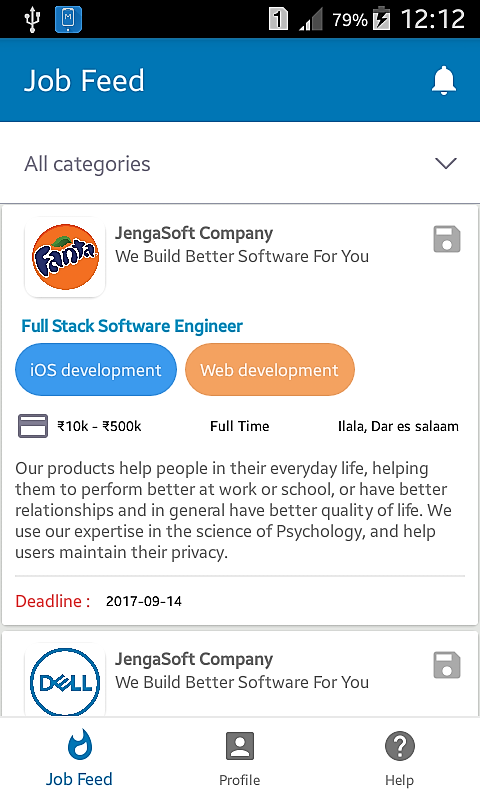 1 79% 12:12
Job Feed
All categories
Fanta
JengaSoft Company
We Build Better Software For You
Full Stack Software Engineer
iOS development Web development
₹10k - ₹500k Full Time Ilala, Dar es salaam
Our products help people in their everyday life, helping
them to perform better at work or school, or have better
relationships and in general have better quality of life. We
use our expertise in the science of Psychology, and help
users maintain their privacy.
Deadline : 2017-09-14
DELL
JengaSoft Company
We Build Better Software For You
Job Feed Profile Help